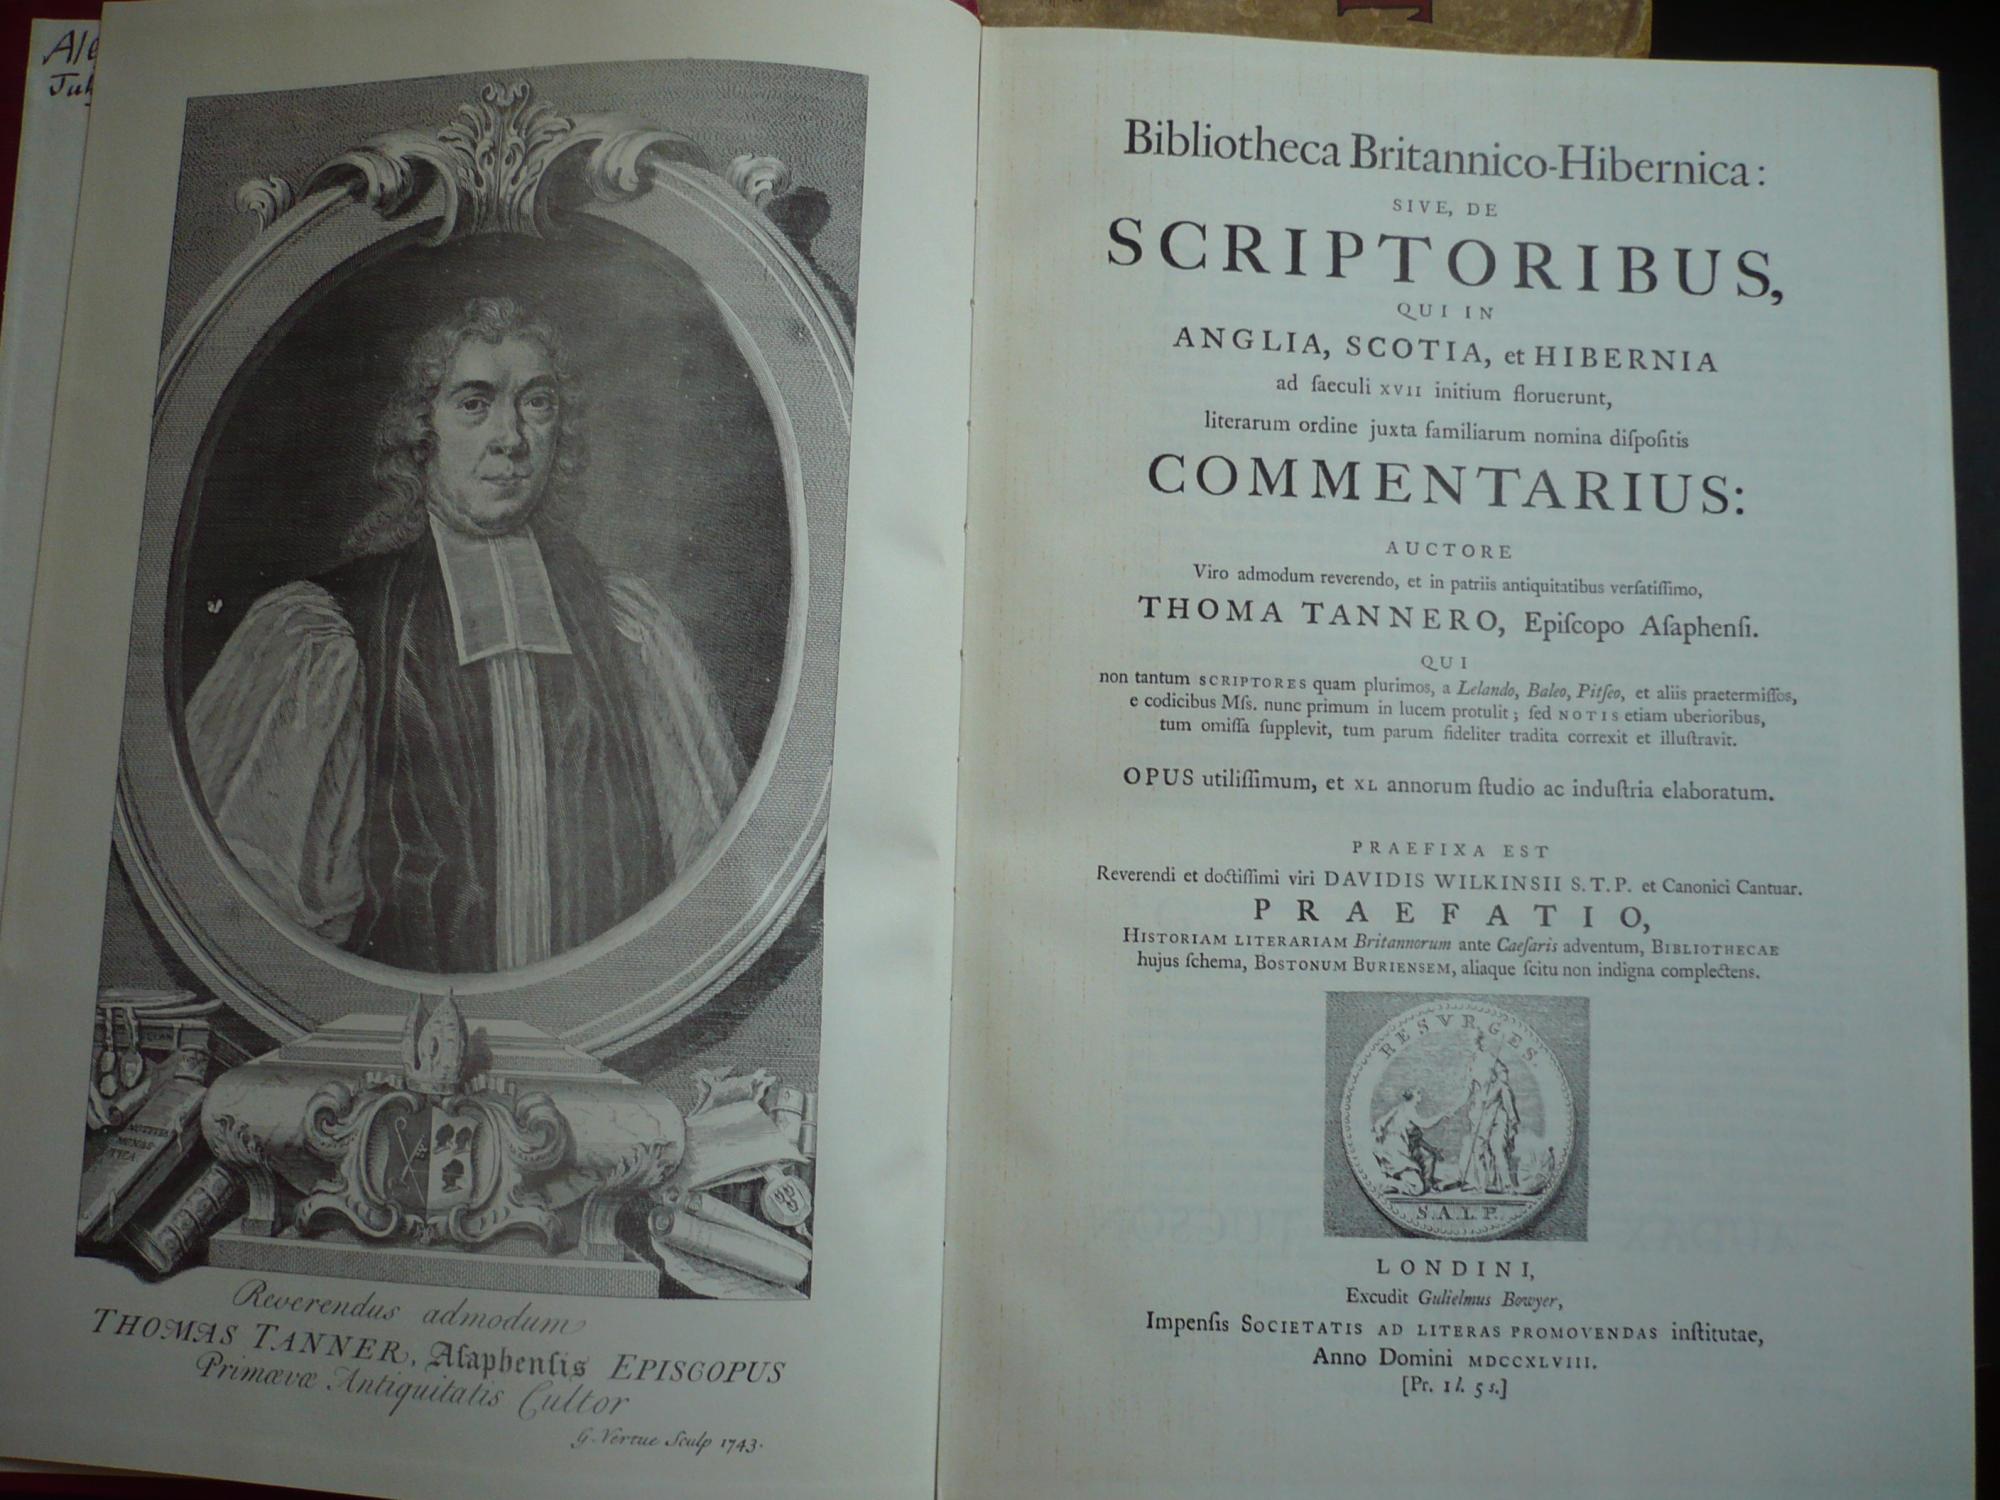 Reverendus admodum
THOMAS TANNER, Aſaphenſis EPISCOPUS
Primævæ Antiquitatis Cultor
G. Vertue Sculp 1743.
NOTITIA
MONAS
TICA
Bibliotheca Britannico-Hibernica:
SIVE, DE
SCRIPTORIBUS,
QUI IN
ANGLIA, SCOTIA, et HIBERNIA
ad ſaeculi XVII initium floruerunt,
literarum ordine juxta familiarum nomina diſpoſitis
COMMENTARIUS:
AUCTORE
Viro admodum reverendo, et in patriis antiquitatibus verſatiſſimo,
THOMA TANNERO, Epiſcopo Aſaphenſi.
QUI
non tantum SCRIPTORES quam plurimos, a Lelando, Baleo, Pitſeo, et aliis praetermiſſos,
e codicibus Mſs. nunc primum in lucem protulit; ſed NOTIS etiam uberioribus,
tum omiſſa ſupplevit, tum parum fideliter tradita correxit et illuſtravit.
OPUS utiliſſimum, et XL annorum ſtudio ac induſtria elaboratum.
PRAEFIXA EST
Reverendi et doctiſſimi viri DAVIDIS WILKINSII S.T.P. et Canonici Cantuar.
PRAEFATIO,
HISTORIAM LITERARIAM Britannorum ante Caeſaris adventum, BIBLIOTHECAE
hujus ſchema, BOSTONUM BURIENSEM, aliaque ſcitu non indigna complectens.
RESVRGES.
S.A.L.P.
LONDINI,
Excudit Gulielmus Bowyer,
Impenſis SOCIETATIS AD LITERAS PROMOVENDAS inſtitutae,
Anno Domini MDCCXLVIII.
[Pr. 1 l. 5 s.]